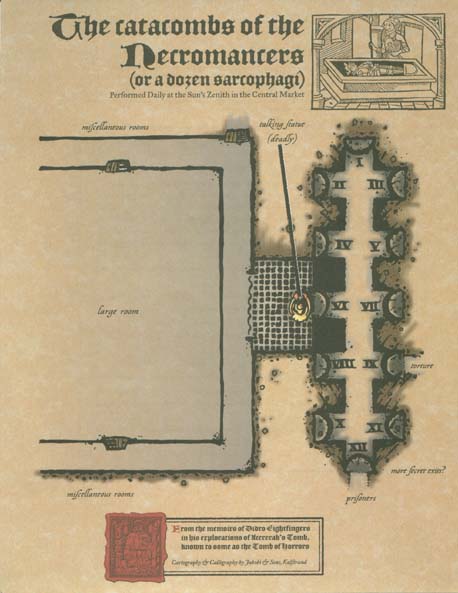 The catacombs of the
Necromancers
(or a dozen sarcophagi)
Performed Daily at the Sun's Zenith in the Central Market
miscellaneous rooms
talking statue
(deadly)
I
II III
IV V
large room
VI VII
VIII IX
torture
X XI
XII
more secret exits?
miscellaneous rooms
prisoners
From the memoirs of Didro Eightfingers
in his explorations of Acererak's Tomb,
known to some as the Tomb of Horrors
Cartography & Calligraphy by & Sons,